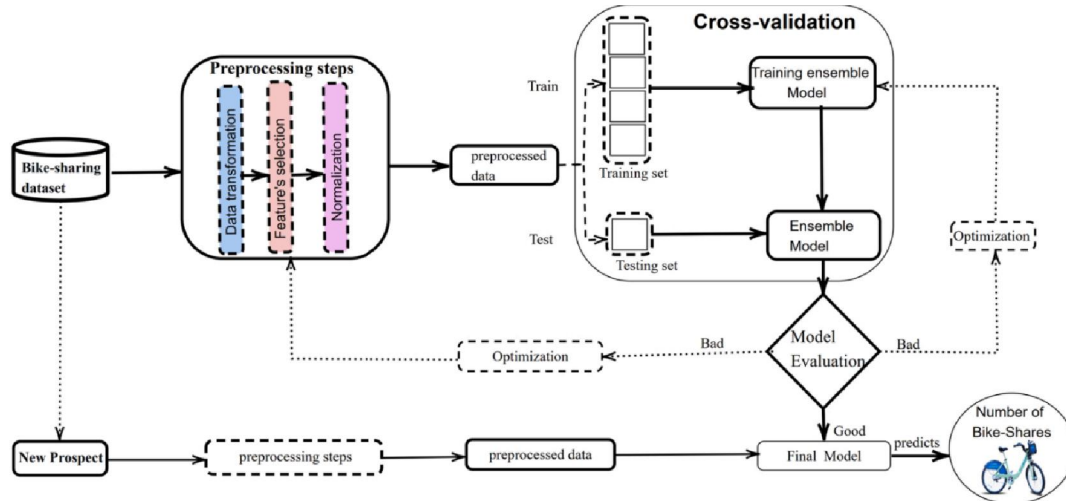 Cross-validation
Preprocessing steps
Data transformation
Feature's selection
Normalization
Bike-sharing
dataset
preprocessed
data
Train
Training set
Training ensemble
Model
Test
Testing set
Ensemble
Model
Optimization
Model
Evaluation
Bad
Bad
Optimization
Good
New Prospect
preprocessing steps
preprocessed data
Final Model
predicts
Number of
Bike-Shares